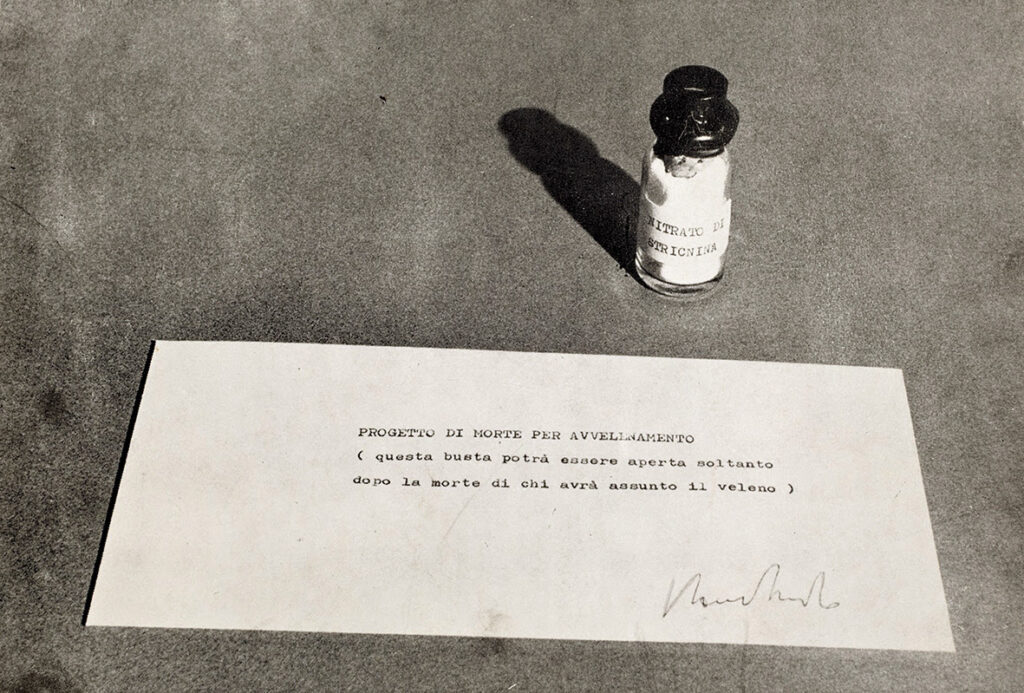 NITRATO DI
STRICNINA
PROGETTO DI MORTE PER AVVELENAMENTO
( questa busta potrà essere aperta soltanto
dopo la morte di chi avrà assunto il veleno )